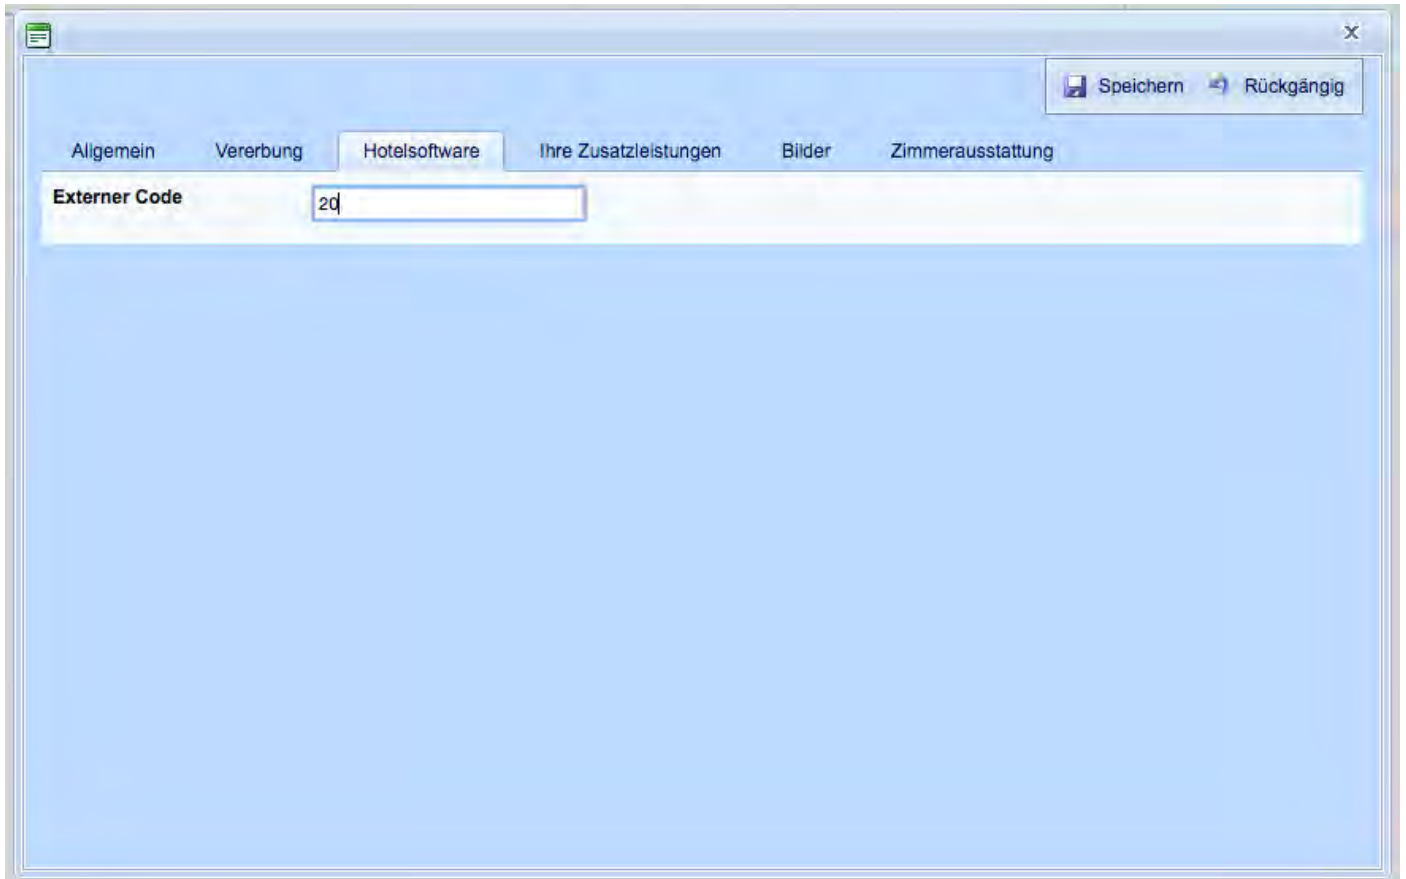 Speichern Rückgängig
Allgemein Vererbung Hotelsoftware Ihre Zusatzleistungen Bilder Zimmerausstattung
Externer Code 20